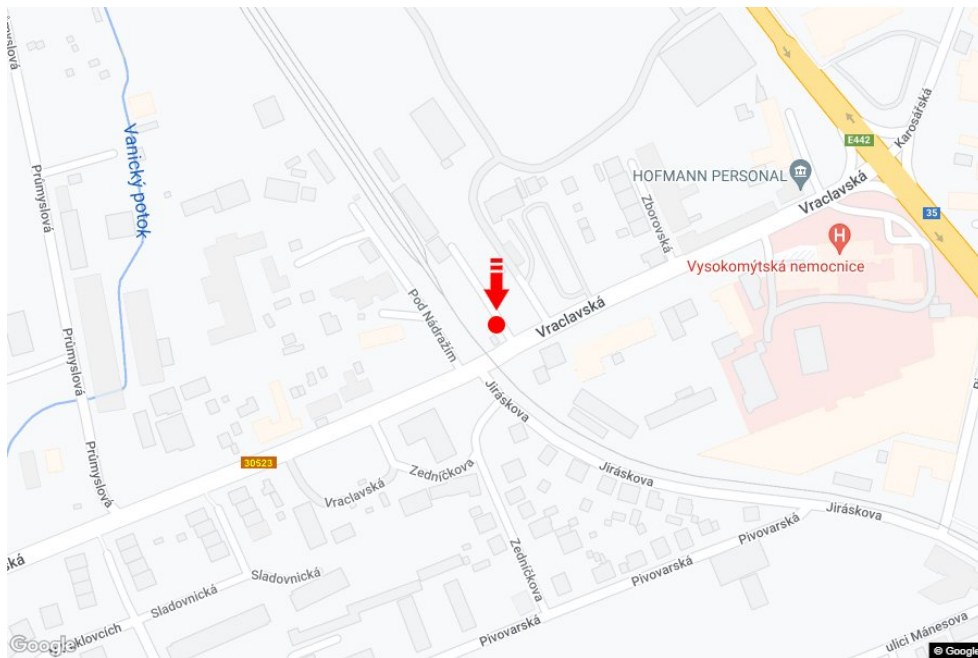 Průmyslová
Vanický potok
Karosářská
E442
HOFMANN PERSONAL
Vraclavská
Zborovská
35
H
Vysokomýtská nemocnice
Pod Nádražím
Vraclavská
Průmyslová
Jiráskova
Průmyslová
30523
Zedníčkova
Vraclavská
Jiráskova
Jiráskova
ská
Sladovnická
Zedníčkova
Pivovarská
Pivovarská
Sladovnická
Pivovarská
ulici Mánesova
Google
© Google